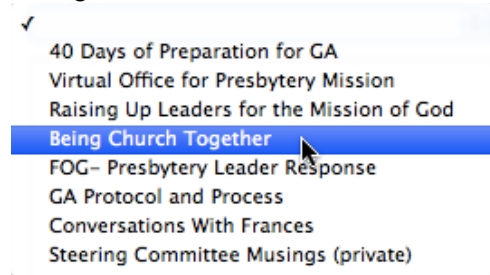 ✓
40 Days of Preparation for GA
Virtual Office for Presbytery Mission
Raising Up Leaders for the Mission of God
Being Church Together
FOG- Presbytery Leader Response
GA Protocol and Process
Conversations With Frances
Steering Committee Musings (private)